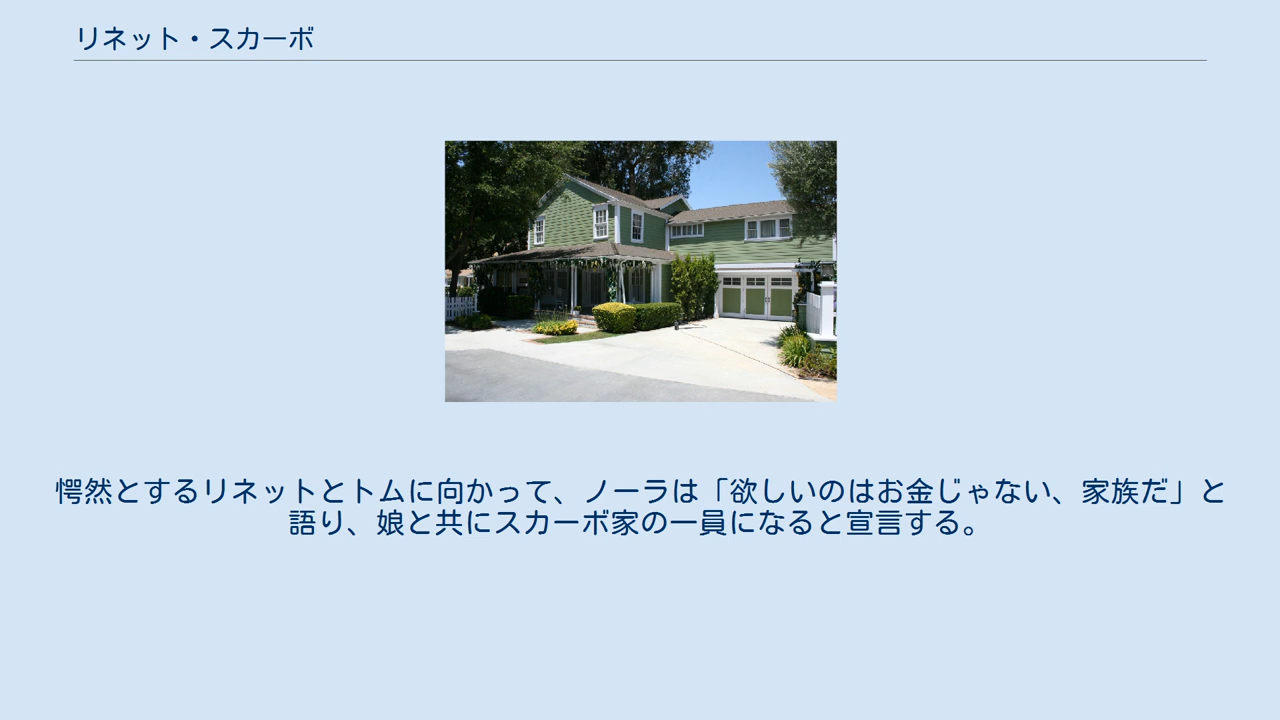 リネット・スカーボ
愕然とするリネットとトムに向かって、ノーラは「欲しいのはお金じゃない、家族だ」と
語り、娘と共にスカーボ家の一員になると宣言する。